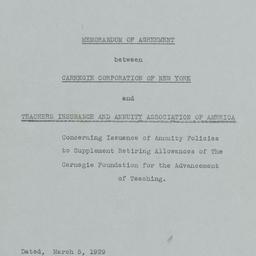 MEMORANDUM OF AGREEMENT
between
CARNEGIE CORPORATION OF NEW YORK
and
TEACHERS INSURANCE AND ANNUITY ASSOCIATION OF AMERICA
Concerning Issuance of Annuity Policies
to Supplement Retiring Allowances of The
Carnegie Foundation for the Advancement
of Teaching.
Dated, March 5, 1929